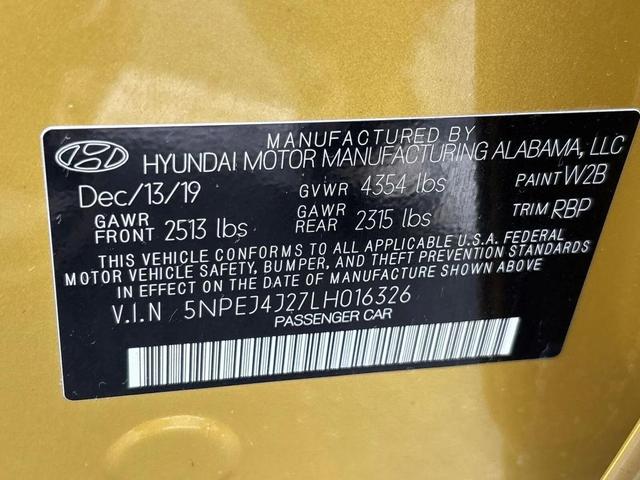 MANUFACTURED BY
HYUNDAI MOTOR MANUFACTURING ALABAMA, LLC
Dec/13/19 GVWR 4354 lbs PAINT W2B
GAWR FRONT 2513 lbs GAWR REAR 2315 lbs TRIM RBP
THIS VEHICLE CONFORMS TO ALL APPLICABLE U.S.A. FEDERAL
MOTOR VEHICLE SAFETY, BUMPER, AND THEFT PREVENTION STANDARDS
IN EFFECT ON THE DATE OF MANUFACTURE SHOWN ABOVE.
V.I.N 5NPEJ4J27LH016326
PASSENGER CAR